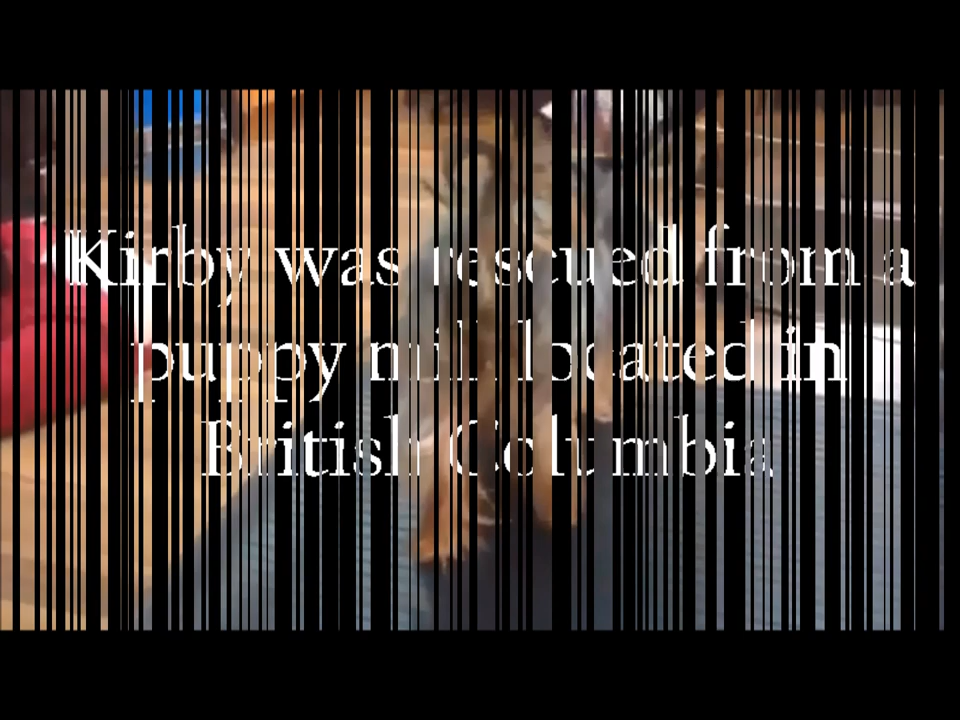 Kirby was rescued from a
puppy mill located in
British Columbia